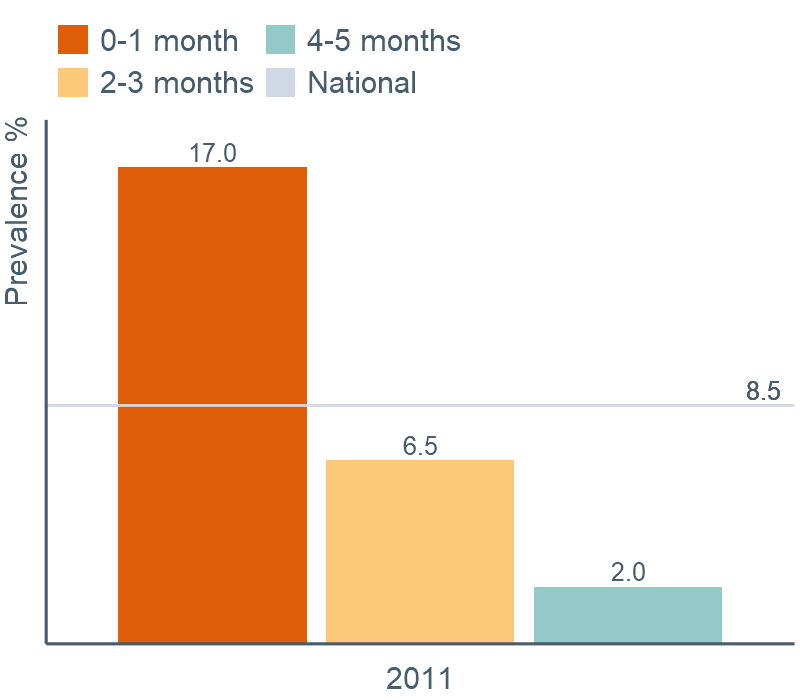 0-1 month
4-5 months
2-3 months
National
Prevalence %
17.0
8.5
6.5
2.0
2011